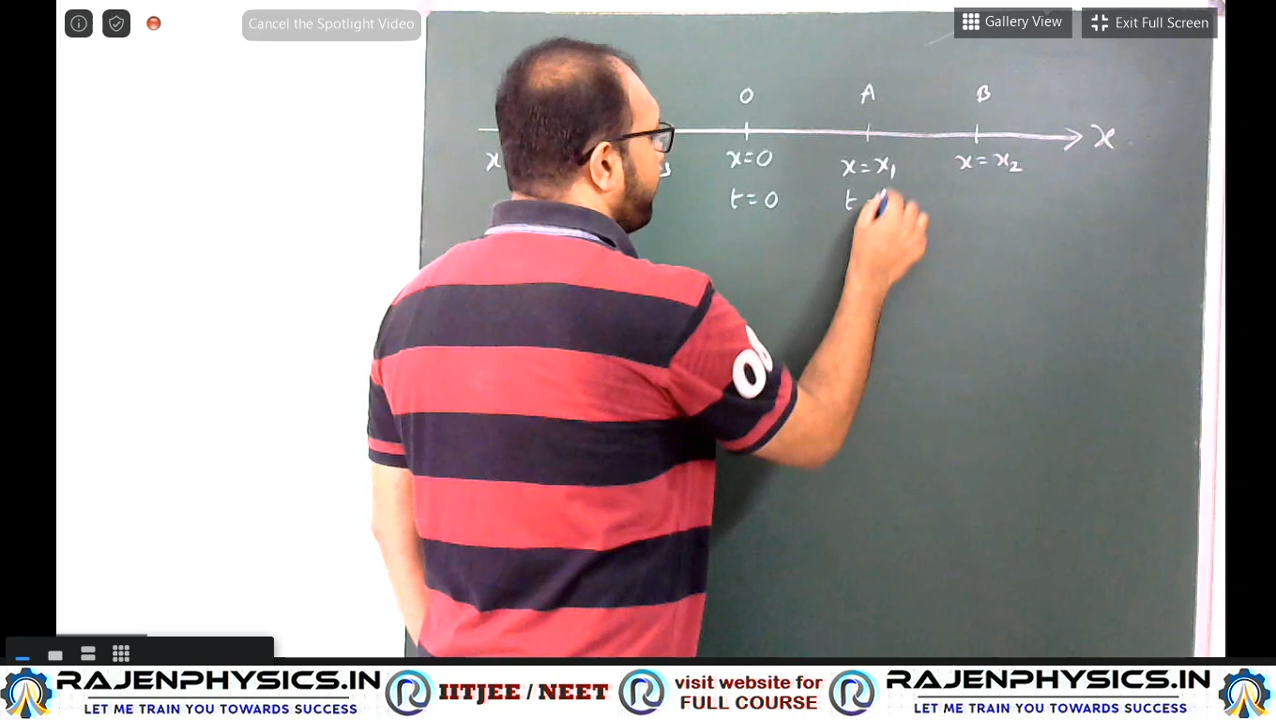 Cancel the Spotlight Video
Gallery View
Exit Full Screen
O A B
x
x=0 x=x₁ x=x₂
t=0 t=
RAJENPHYSICS.IN
LET ME TRAIN YOU TOWARDS SUCCESS
IITJEE / NEET
visit website for
FULL COURSE
RAJENPHYSICS.IN
LET ME TRAIN YOU TOWARDS SUCCESS